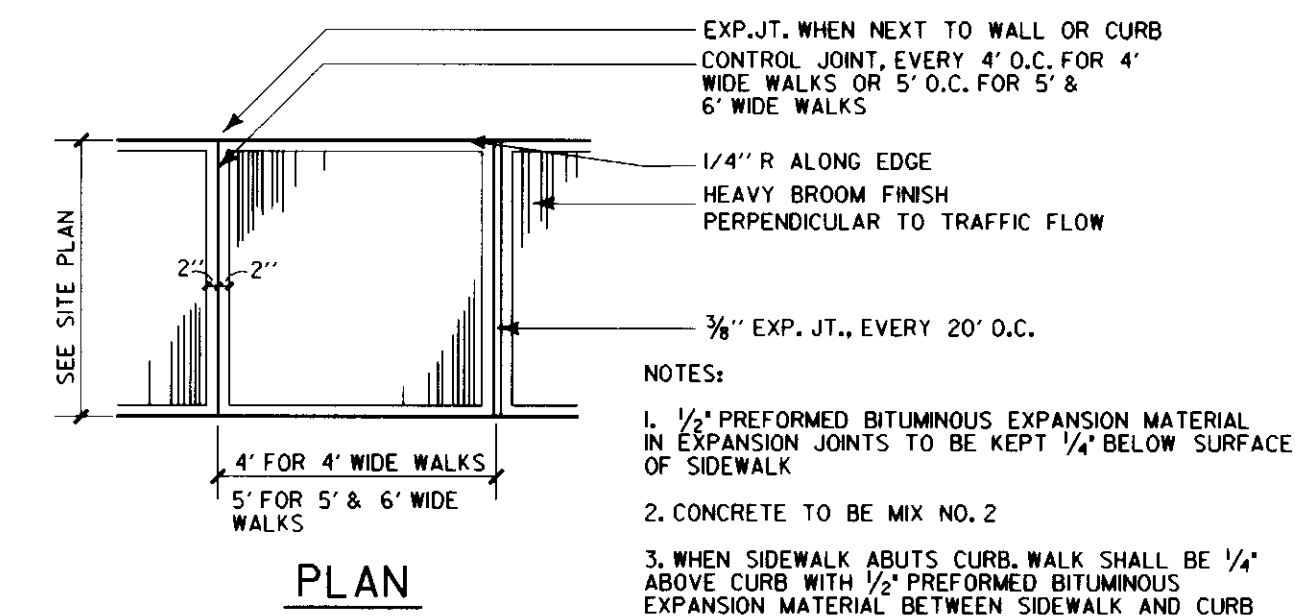 EXP.JT. WHEN NEXT TO WALL OR CURB
CONTROL JOINT, EVERY 4' O.C. FOR 4'
WIDE WALKS OR 5' O.C. FOR 5' &
6' WIDE WALKS
1/4'' R ALONG EDGE
HEAVY BROOM FINISH
PERPENDICULAR TO TRAFFIC FLOW
SEE SITE PLAN
2'' 2''
3/8'' EXP. JT., EVERY 20' O.C.
4' FOR 4' WIDE WALKS
5' FOR 5' & 6' WIDE
WALKS
PLAN
NOTES:
1. 1/2" PREFORMED BITUMINOUS EXPANSION MATERIAL
IN EXPANSION JOINTS TO BE KEPT 1/4" BELOW SURFACE
OF SIDEWALK
2. CONCRETE TO BE MIX NO. 2
3. WHEN SIDEWALK ABUTS CURB. WALK SHALL BE 1/4"
ABOVE CURB WITH 1/2" PREFORMED BITUMINOUS
EXPANSION MATERIAL BETWEEN SIDEWALK AND CURB